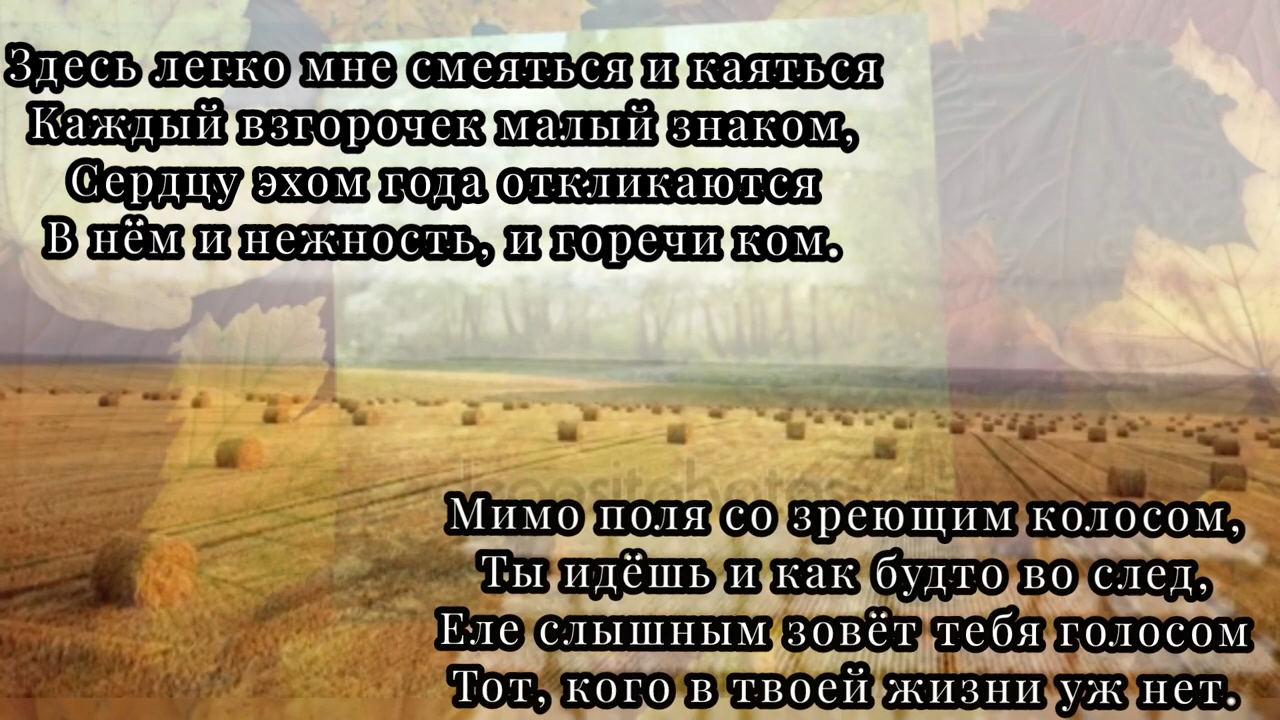 Здесь легко мне смеяться и каяться
Каждый взгорочек малый знаком,
Сердцу эхом года откликаются
В нём и нежность, и горечи ком.
Мимо поля со зреющим колосом,
Ты идёшь и как будто во след,
Еле слышным зовёт тебя голосом
Тот, кого в твоей жизни уж нет.